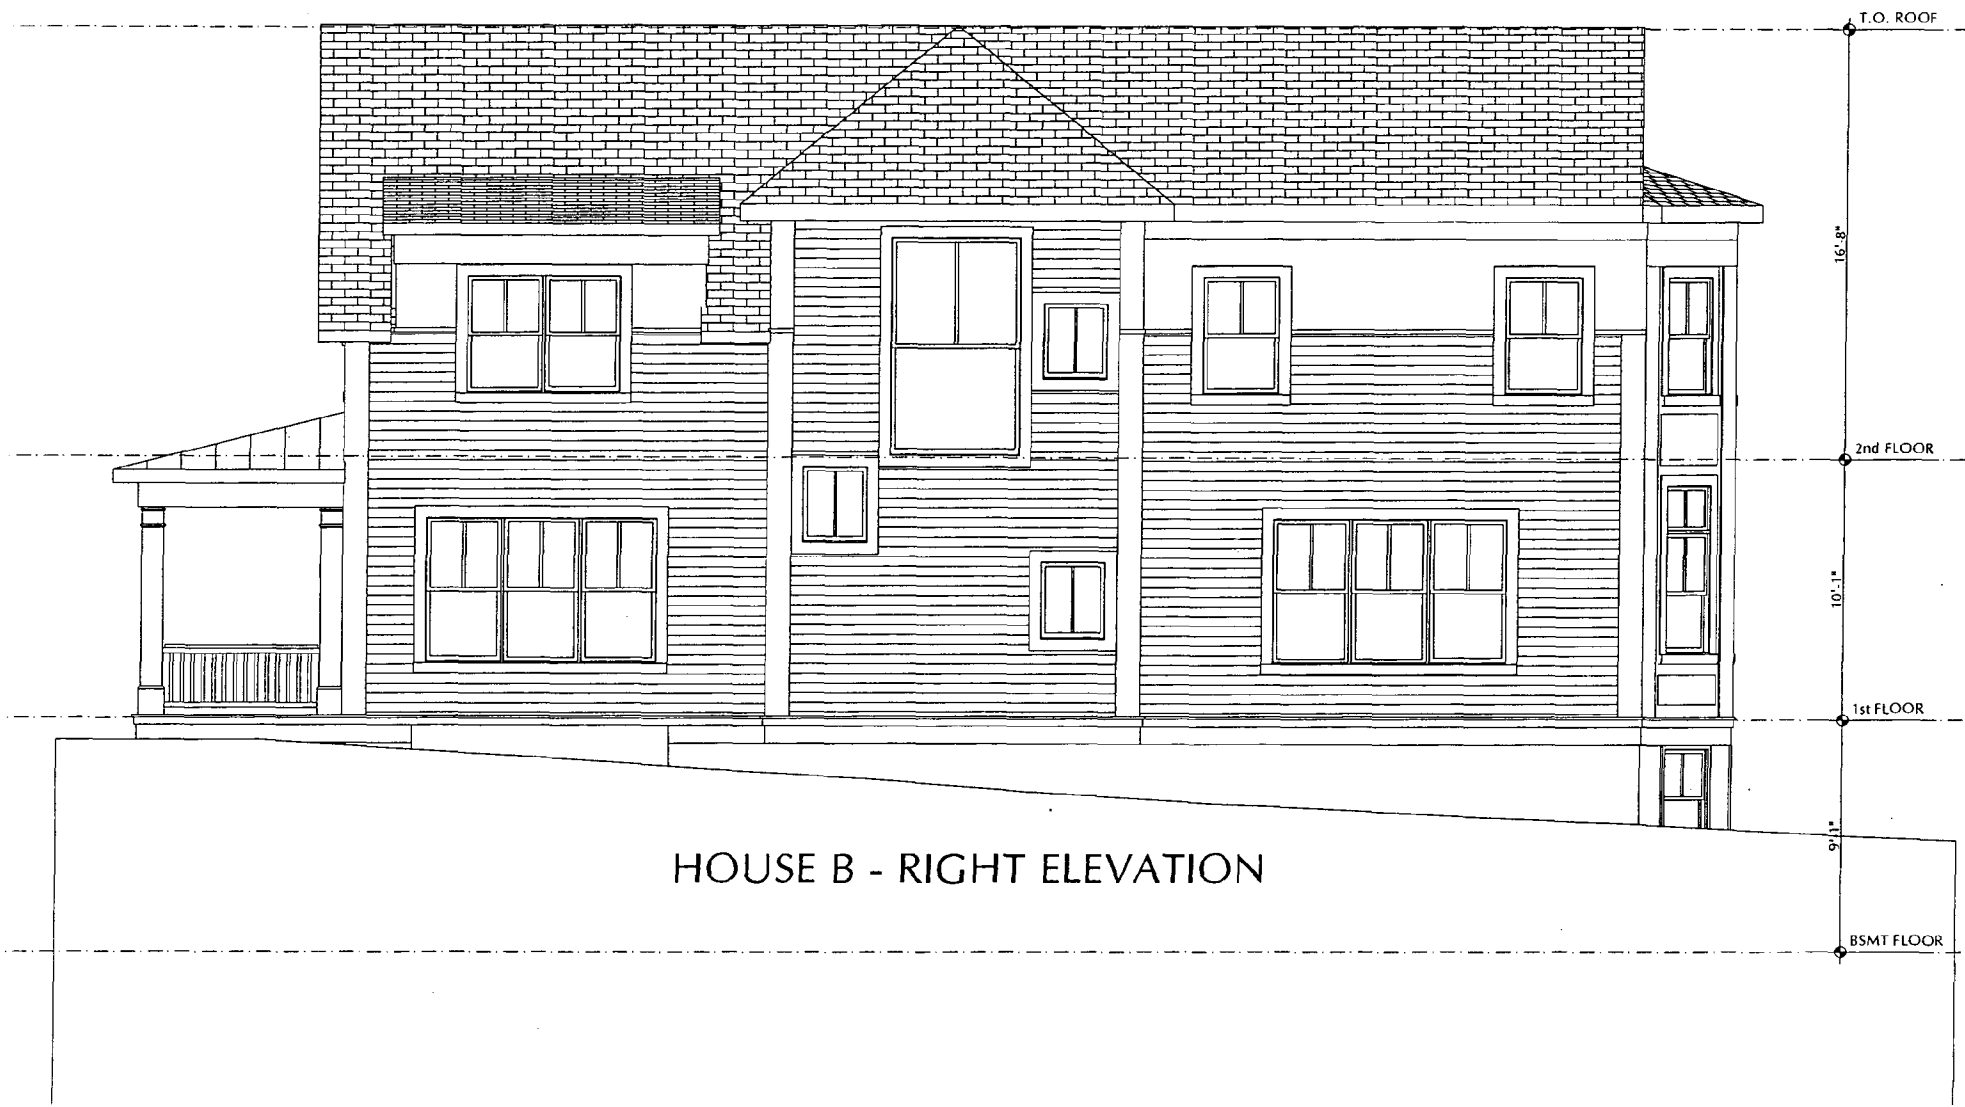 T.O. ROOF
16'-8"
2nd FLOOR
10'-1"
1st FLOOR
9'-1"
HOUSE B - RIGHT ELEVATION
BSMT FLOOR